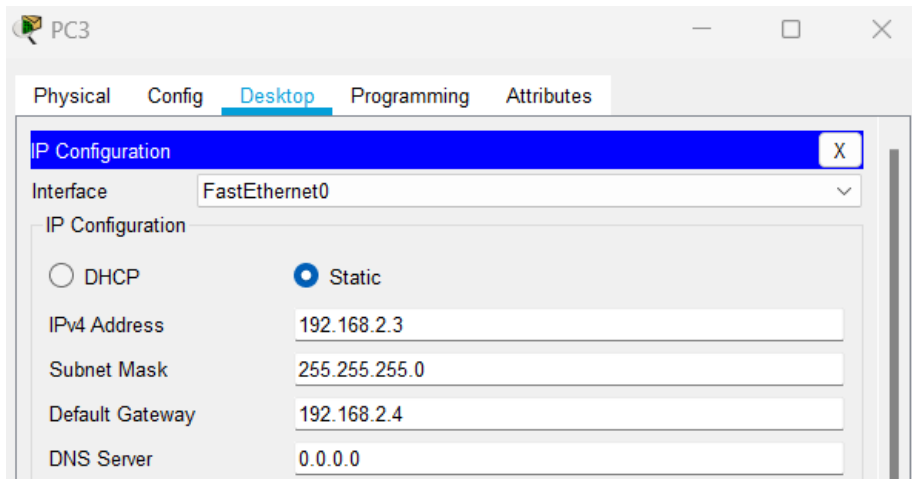 PC3
Physical Config Desktop Programming Attributes
IP Configuration X
Interface FastEthernet0
IP Configuration
DHCP Static
IPv4 Address 192.168.2.3
Subnet Mask 255.255.255.0
Default Gateway 192.168.2.4
DNS Server 0.0.0.0